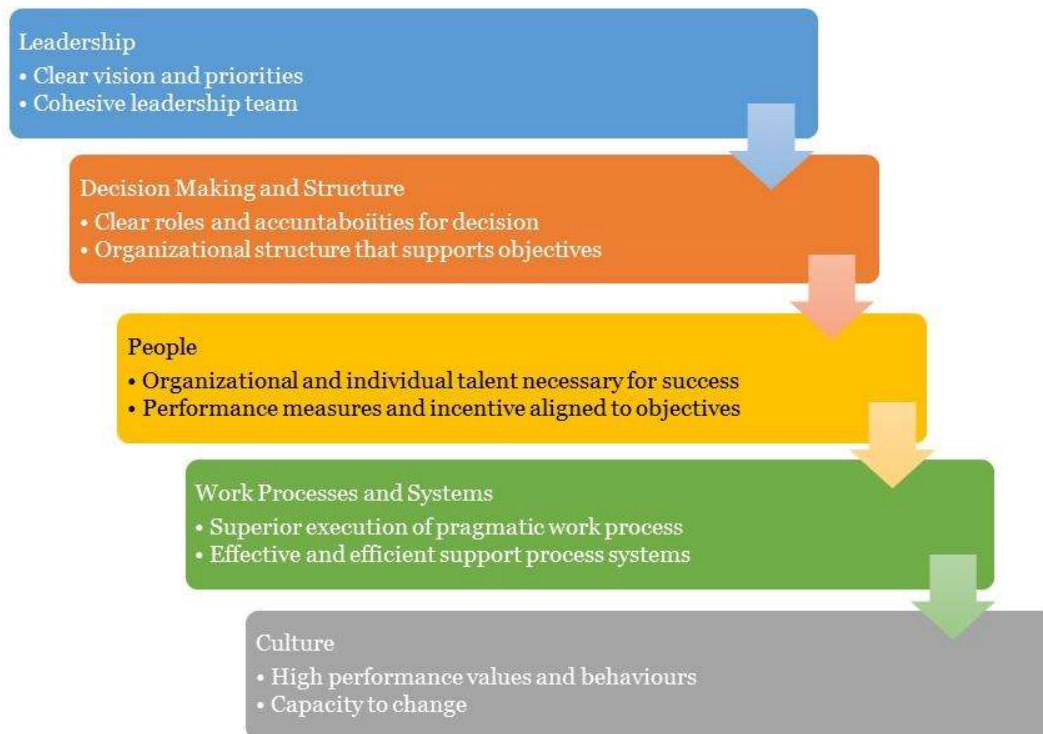 Leadership
• Clear vision and priorities
• Cohesive leadership team
Decision Making and Structure
• Clear roles and accuntaboiities for decision
• Organizational structure that supports objectives
People
• Organizational and individual talent necessary for success
• Performance measures and incentive aligned to objectives
Work Processes and Systems
• Superior execution of pragmatic work process
• Effective and efficient support process systems
Culture
• High performance values and behaviours
• Capacity to change